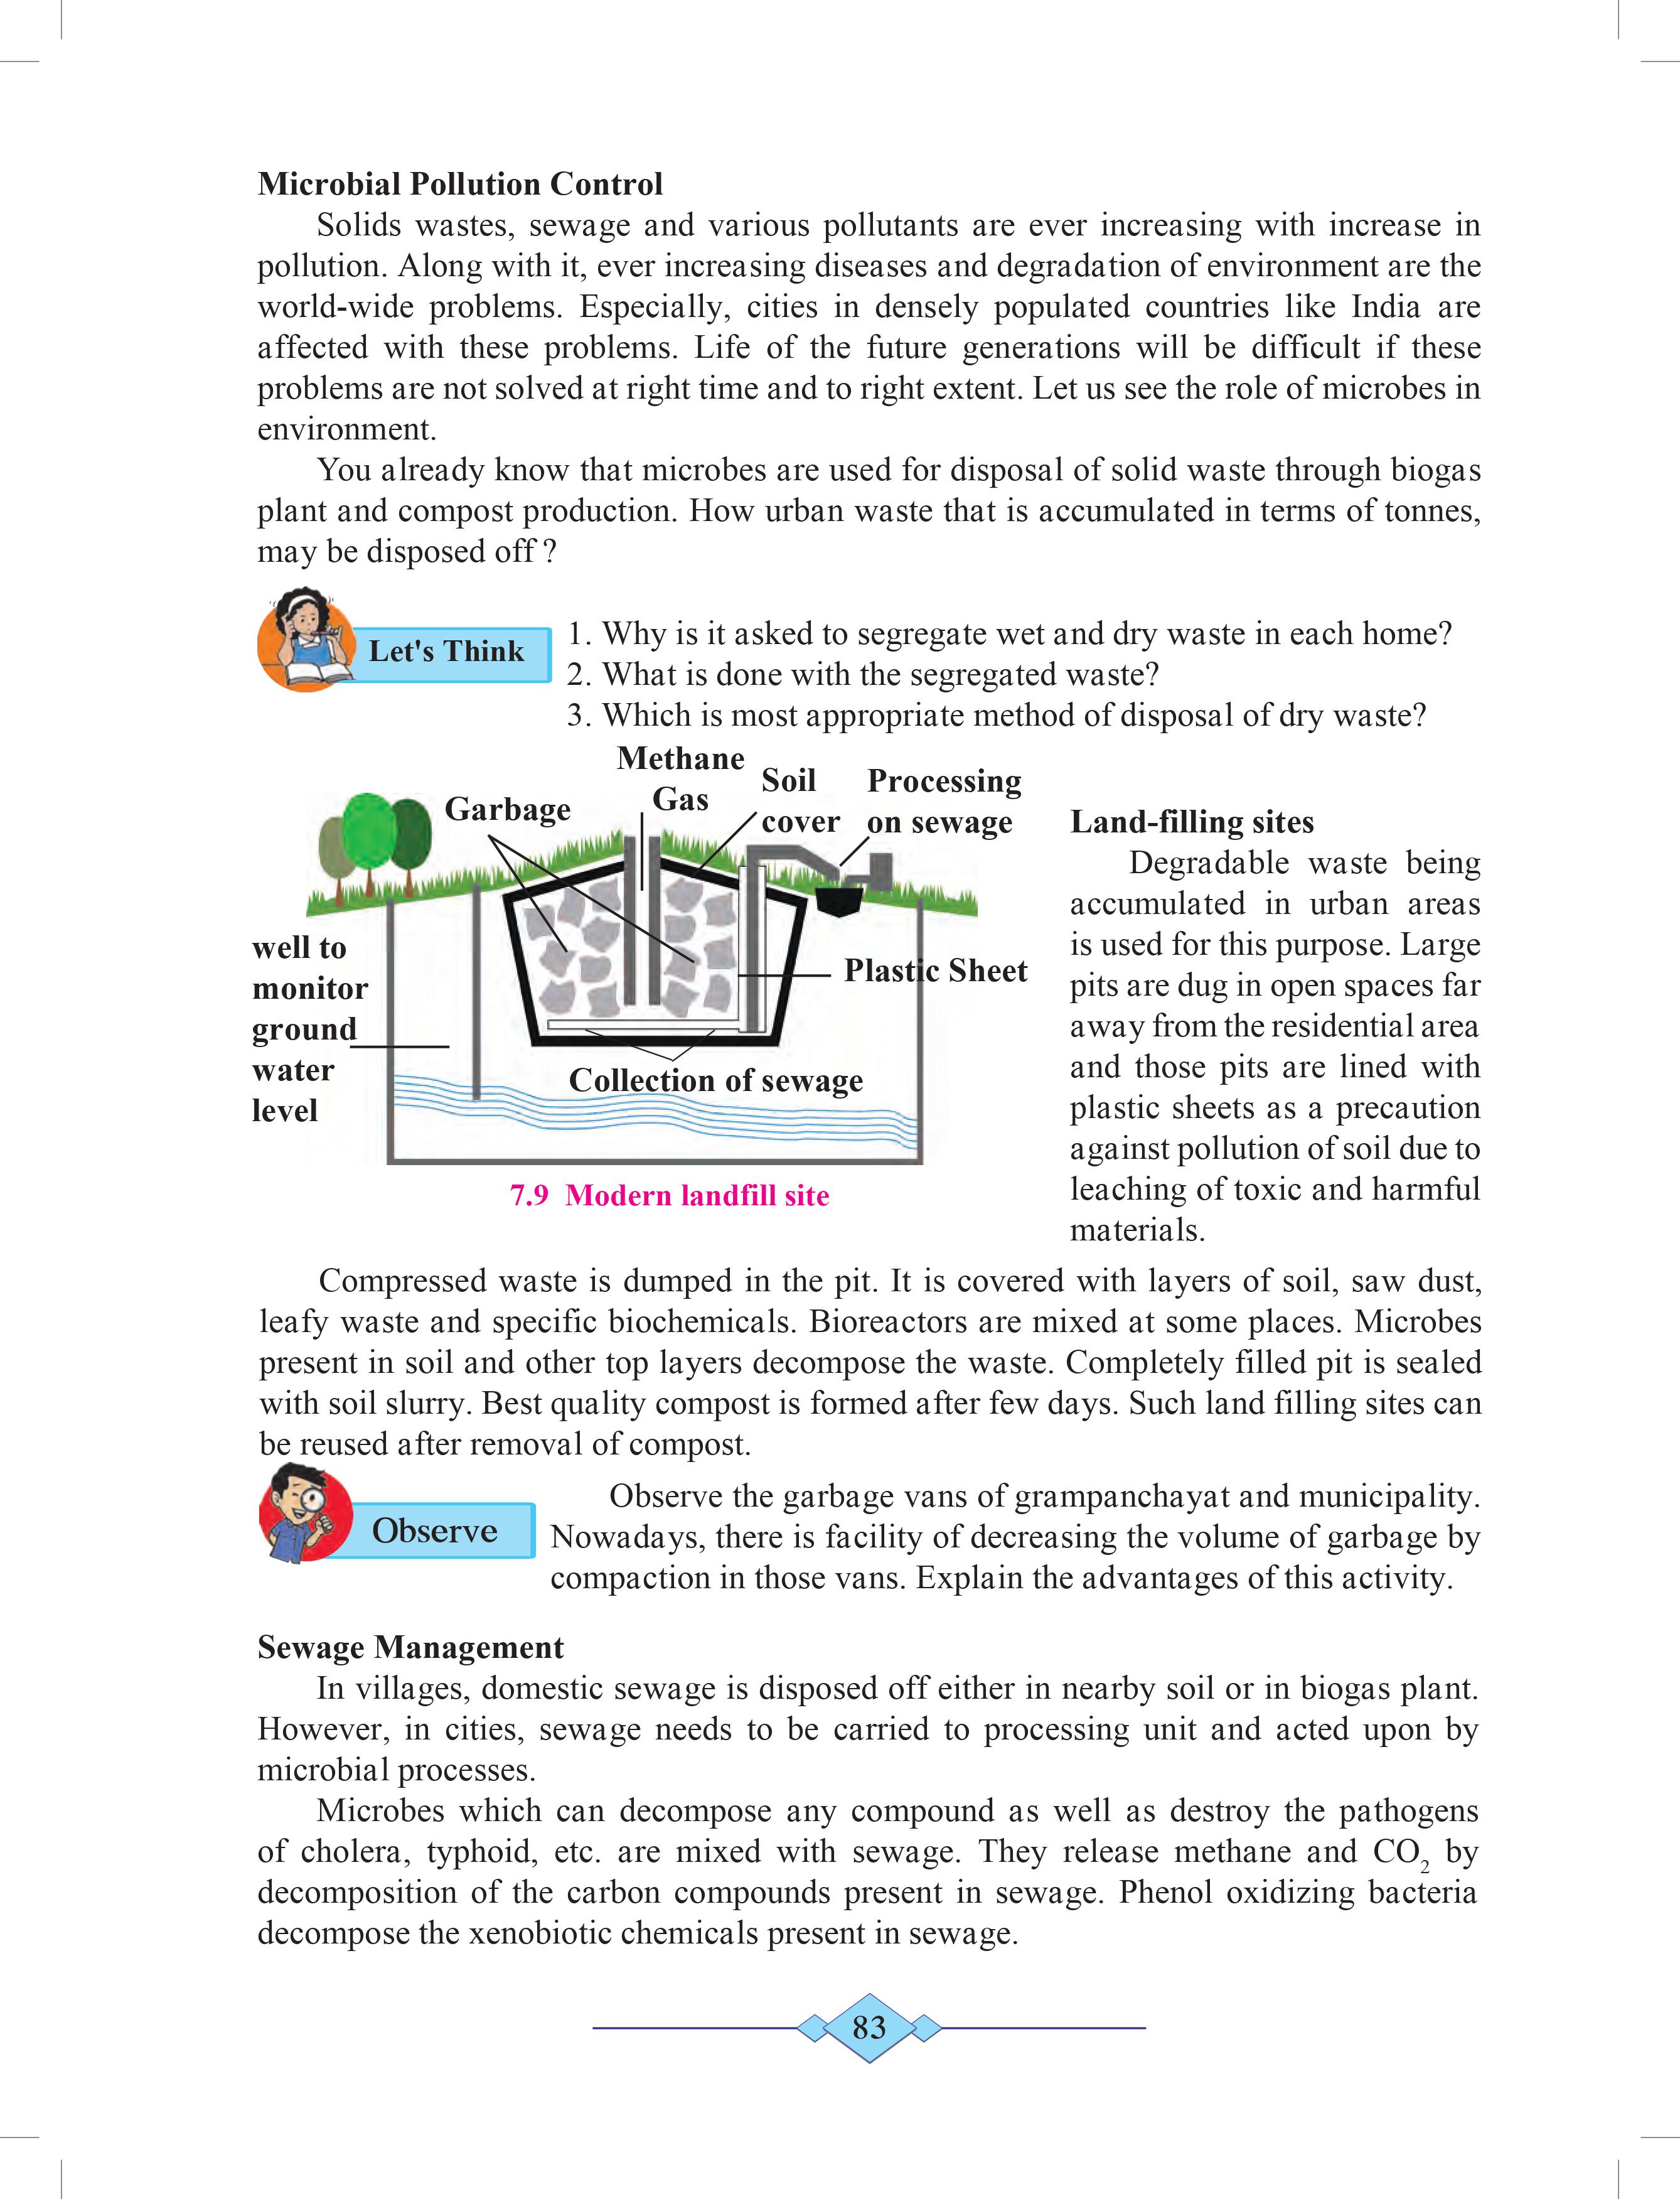 Microbial Pollution Control
Solids wastes, sewage and various pollutants are ever increasing with increase in
pollution. Along with it, ever increasing diseases and degradation of environment are the
world-wide problems. Especially, cities in densely populated countries like India are
affected with these problems. Life of the future generations will be difficult if these
problems are not solved at right time and to right extent. Let us see the role of microbes in
environment.
You already know that microbes are used for disposal of solid waste through biogas
plant and compost production. How urban waste that is accumulated in terms of tonnes,
may be disposed off ?
Let's Think
1. Why is it asked to segregate wet and dry waste in each home?
2. What is done with the segregated waste?
3. Which is most appropriate method of disposal of dry waste?
Methane
Gas
Soil
cover
Processing
on sewage
Garbage
well to
monitor
ground
water
level
Plastic Sheet
Collection of sewage
7.9 Modern landfill site
Land-filling sites
Degradable waste being
accumulated in urban areas
is used for this purpose. Large
pits are dug in open spaces far
away from the residential area
and those pits are lined with
plastic sheets as a precaution
against pollution of soil due to
leaching of toxic and harmful
materials.
Compressed waste is dumped in the pit. It is covered with layers of soil, saw dust,
leafy waste and specific biochemicals. Bioreactors are mixed at some places. Microbes
present in soil and other top layers decompose the waste. Completely filled pit is sealed
with soil slurry. Best quality compost is formed after few days. Such land filling sites can
be reused after removal of compost.
Observe
Observe the garbage vans of grampanchayat and municipality.
Nowadays, there is facility of decreasing the volume of garbage by
compaction in those vans. Explain the advantages of this activity.
Sewage Management
In villages, domestic sewage is disposed off either in nearby soil or in biogas plant.
However, in cities, sewage needs to be carried to processing unit and acted upon by
microbial processes.
Microbes which can decompose any compound as well as destroy the pathogens
of cholera, typhoid, etc. are mixed with sewage. They release methane and CO₂ by
decomposition of the carbon compounds present in sewage. Phenol oxidizing bacteria
decompose the xenobiotic chemicals present in sewage.
83